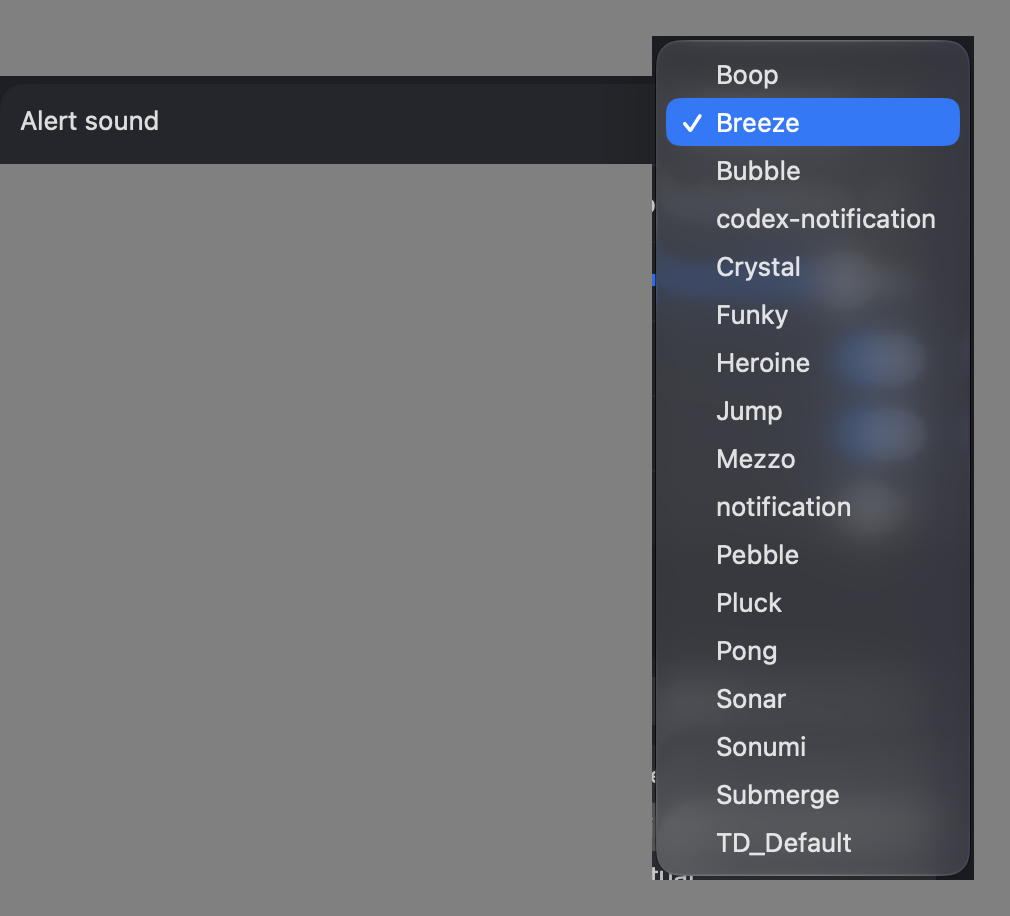 Alert sound
Boop
✓ Breeze
Bubble
codex-notification
Crystal
Funky
Heroine
Jump
Mezzo
notification
Pebble
Pluck
Pong
Sonar
Sonumi
Submerge
TD_Default